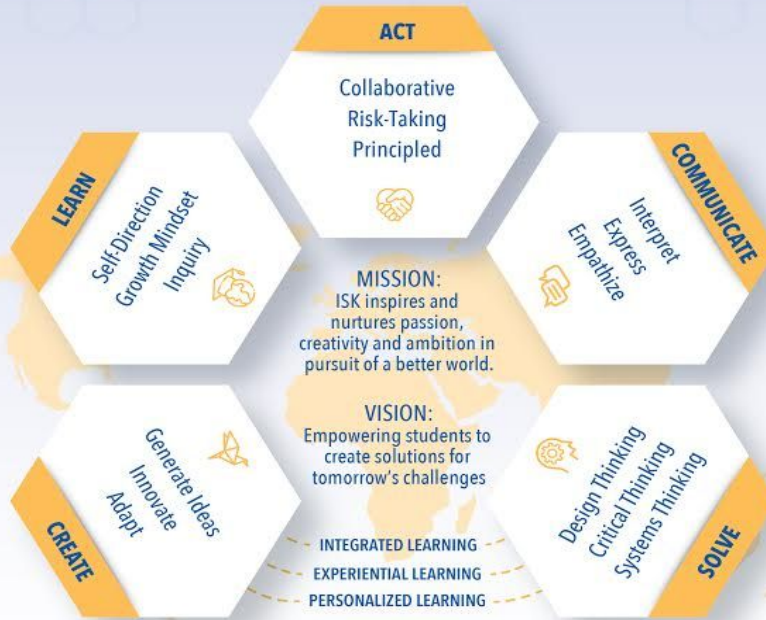 ACT
Collaborative
Risk-Taking
Principled
LEARN
Self-Direction
Growth Mindset
Inquiry
COMMUNICATE
Interpret
Express
Empathize
MISSION:
ISK inspires and
nurtures passion,
creativity and ambition in
pursuit of a better world.
VISION:
Empowering students to
create solutions for
tomorrow's challenges
CREATE
Generate Ideas
Innovate
Adapt
SOLVE
Design Thinking
Critical Thinking
Systems Thinking
INTEGRATED LEARNING
EXPERIENTIAL LEARNING
PERSONALIZED LEARNING